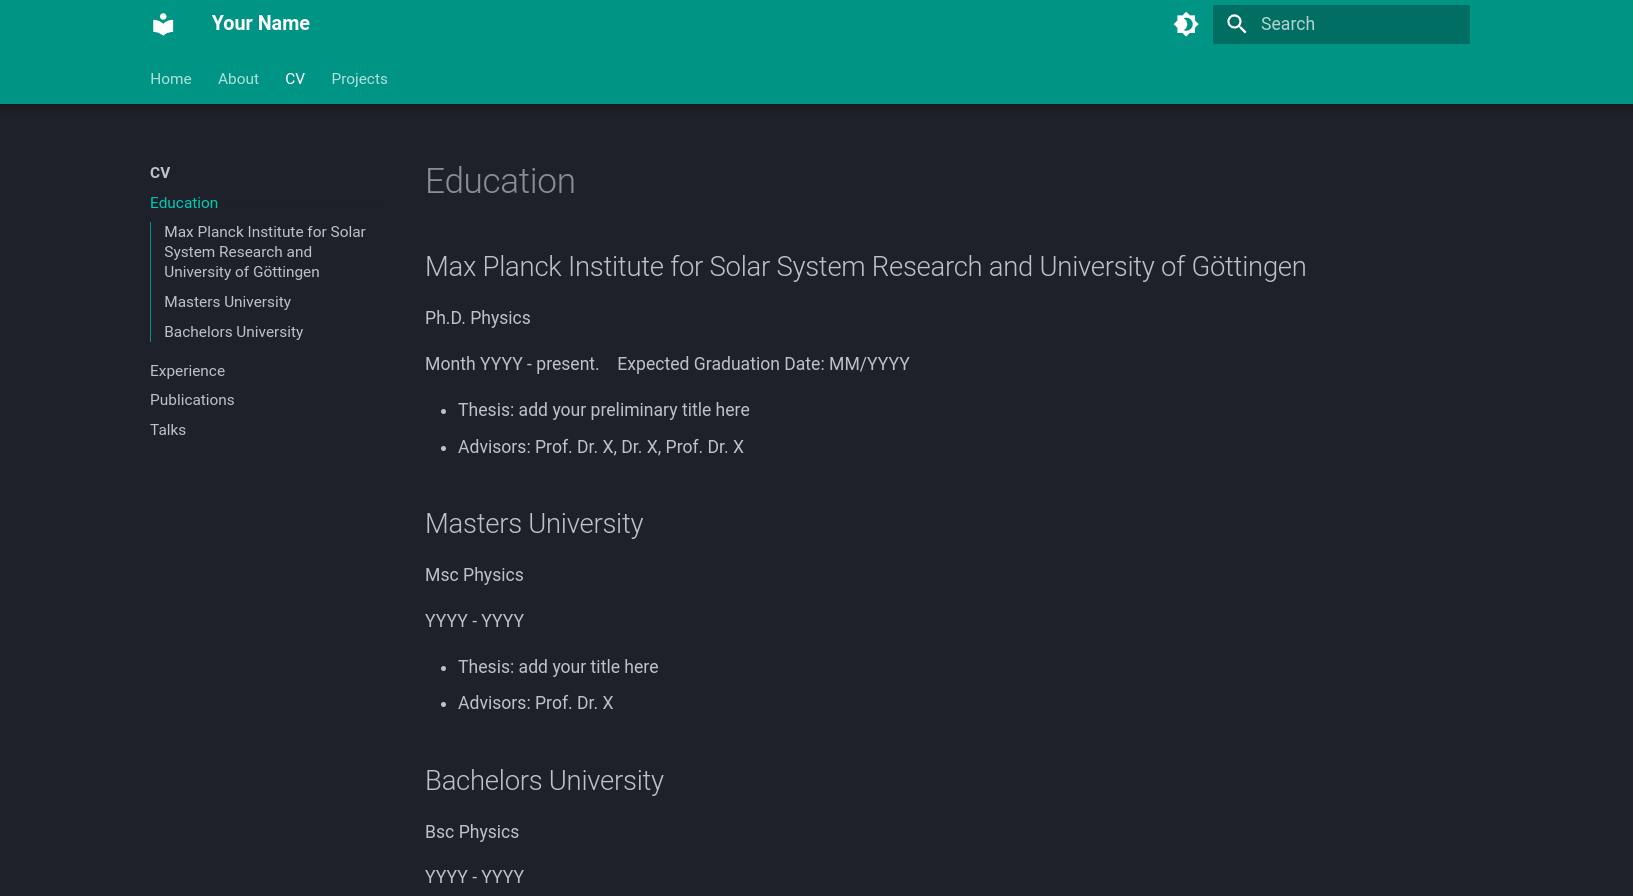 Your Name
Search
Home
About
CV
Projects
CV
Education
Max Planck Institute for Solar
System Research and
University of Göttingen
Masters University
Bachelors University
Experience
Publications
Talks
Education
Max Planck Institute for Solar System Research and University of Göttingen
Ph.D. Physics
Month YYYY - present. Expected Graduation Date: MM/YYYY
Thesis: add your preliminary title here
Advisors: Prof. Dr. X, Dr. X, Prof. Dr. X
Masters University
Msc Physics
YYYY - YYYY
Thesis: add your title here
Advisors: Prof. Dr. X
Bachelors University
Bsc Physics
YYYY - YYYY